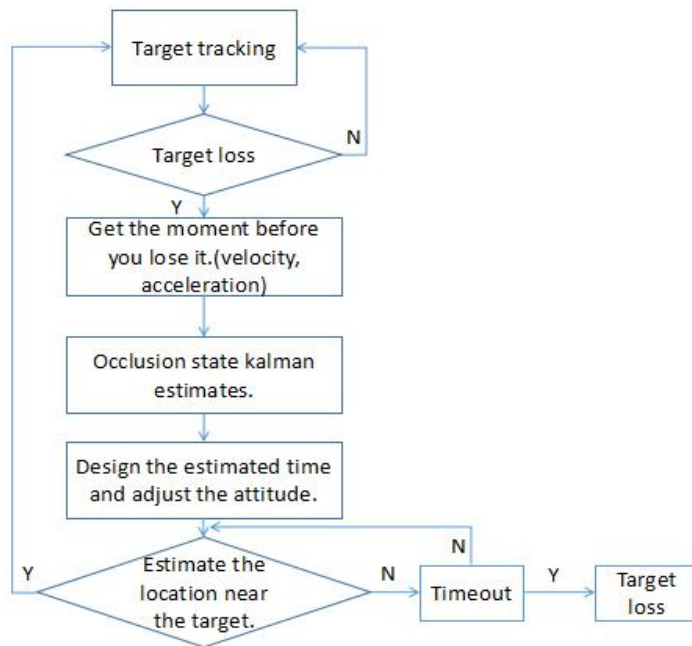 Target tracking
N
Target loss
Y
Get the moment before
you lose it.(velocity,
acceleration)
Occlusion state kalman
estimates.
Design the estimated time
and adjust the attitude.
N
Y
Estimate the
location near
the target.
N
Timeout
Y
Target
loss